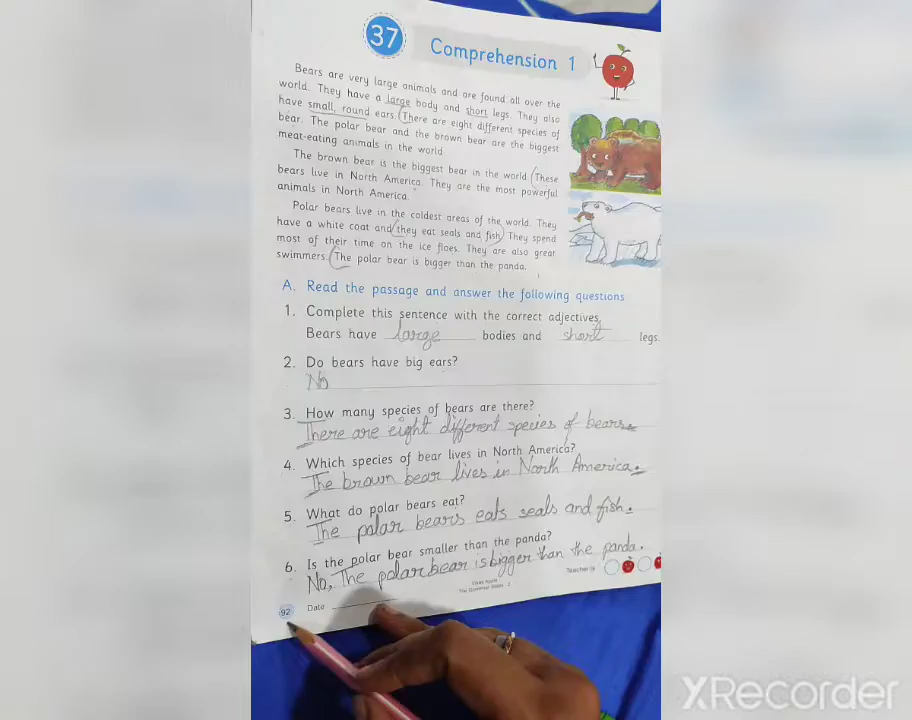 37
Comprehension 1
Bears are very large animals and are found all over the
world. They have a large body and short legs. They also
have small, round ears. There are eight different species of
bear. The polar bear and the brown bear are the biggest
meat-eating animals in the world.
The brown bear is the biggest bear in the world. These
bears live in North America. They are the most powerful
animals in North America.
Polar bears live in the coldest areas of the world. They
have a white coat and they eat seals and fish. They spend
most of their time on the ice floes. They are also great
swimmers. The polar bear is bigger than the panda.
A. Read the passage and answer the following questions
1. Complete this sentence with the correct adjectives.
Bears have large bodies and short legs.
2. Do bears have big ears?
No
3. How many species of bears are there?
There are eight different species of bears.
4. Which species of bear lives in North America?
The brown bear lives in North America.
5. What do polar bears eat?
The polar bears eats seals and fish.
6. Is the polar bear smaller than the panda?
No, The polar bear is bigger than the panda.
Teacher's
92
Date
The Grammar Steps - 2
XRecorder